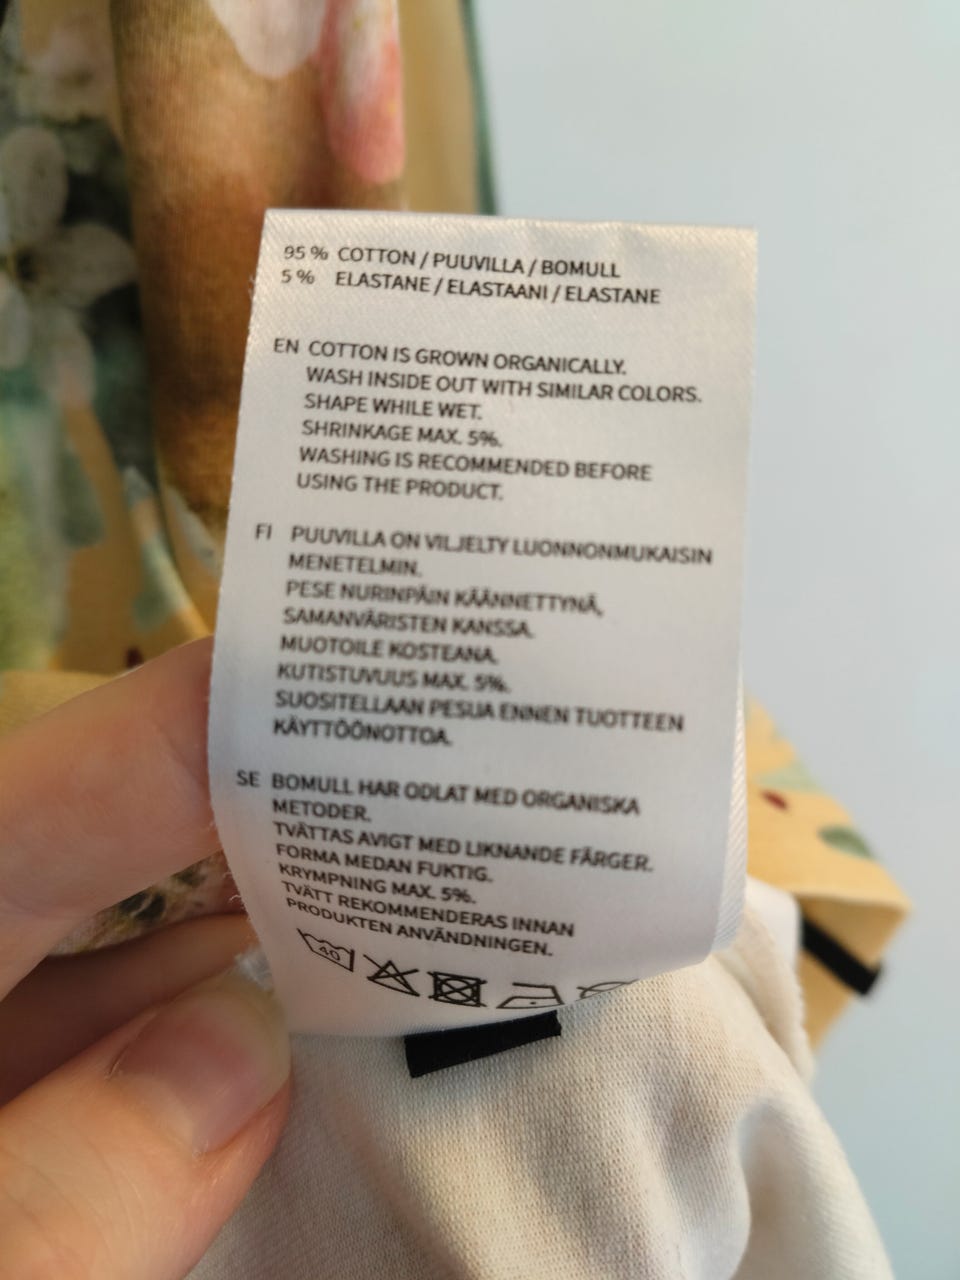 95 % COTTON / PUUVILLA / BOMULL
5 % ELASTANE / ELASTAANI / ELASTANE
EN COTTON IS GROWN ORGANICALLY.
WASH INSIDE OUT WITH SIMILAR COLORS.
SHAPE WHILE WET.
SHRINKAGE MAX. 5%.
WASHING IS RECOMMENDED BEFORE
USING THE PRODUCT.
FI PUUVILLA ON VILJELTY LUONNONMUKAISIN
MENETELMIN.
PESE NURINPÄIN KÄÄNNETTYNÄ,
SAMANVÄRISTEN KANSSA.
MUOTOILE KOSTEANA.
KUTISTUVUUS MAX. 5%.
SUOSITELLAAN PESUA ENNEN TUOTTEEN
KÄYTTÖÖNOTTOA.
SE BOMULL HAR ODLAT MED ORGANISKA
METODER.
TVÄTTAS AVIGT MED LIKNANDE FÄRGER.
FORMA MEDAN FUKTIG.
KRYMPNING MAX. 5%.
TVÄTT REKOMMENDERAS INNAN
PRODUKTEN ANVÄNDNINGEN.
40